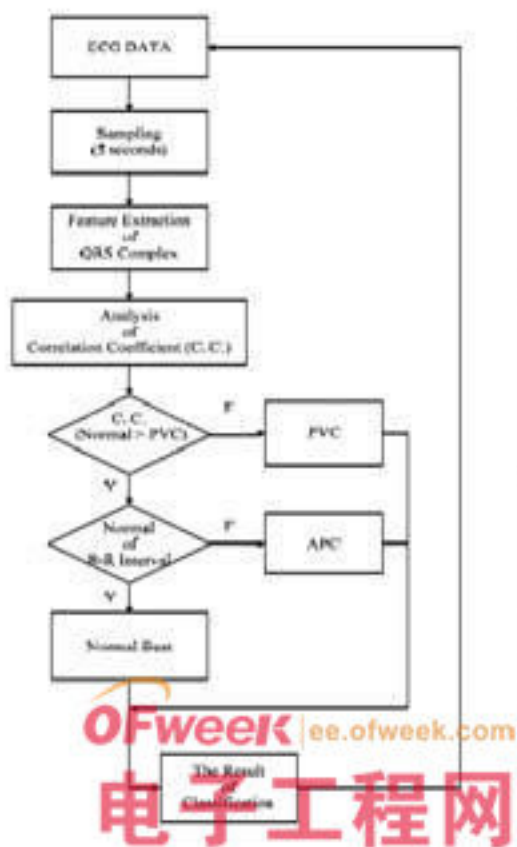 ECG DATA
Sampling
(5 seconds)
Feature Extraction
of
QRS Complex
Analysis
of
Correlation Coefficient (C. C.)
C. C.
(Normal > PVC)
F
PVC
Y
Normal
of
R-R Interval
F
APC
Y
Normal Beat
OFweek ee.ofweek.com
The Result
of
Classification
电子工程网